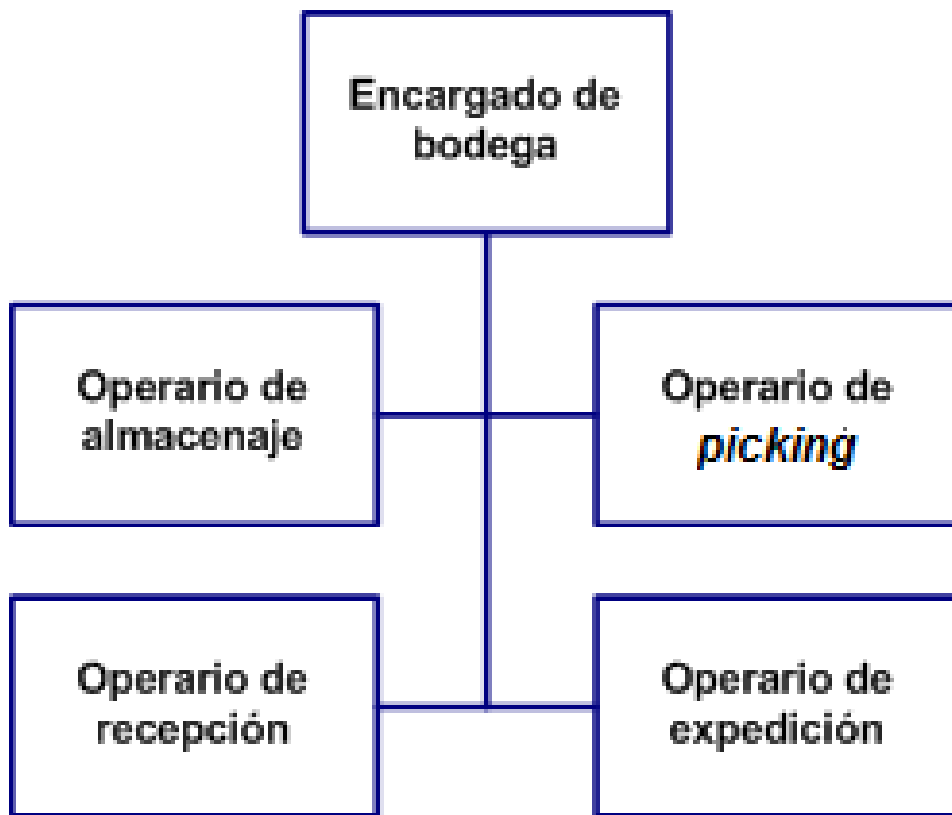 Encargado de
bodega
Operario de
almacenaje
Operario de
picking
Operario de
recepción
Operario de
expedición